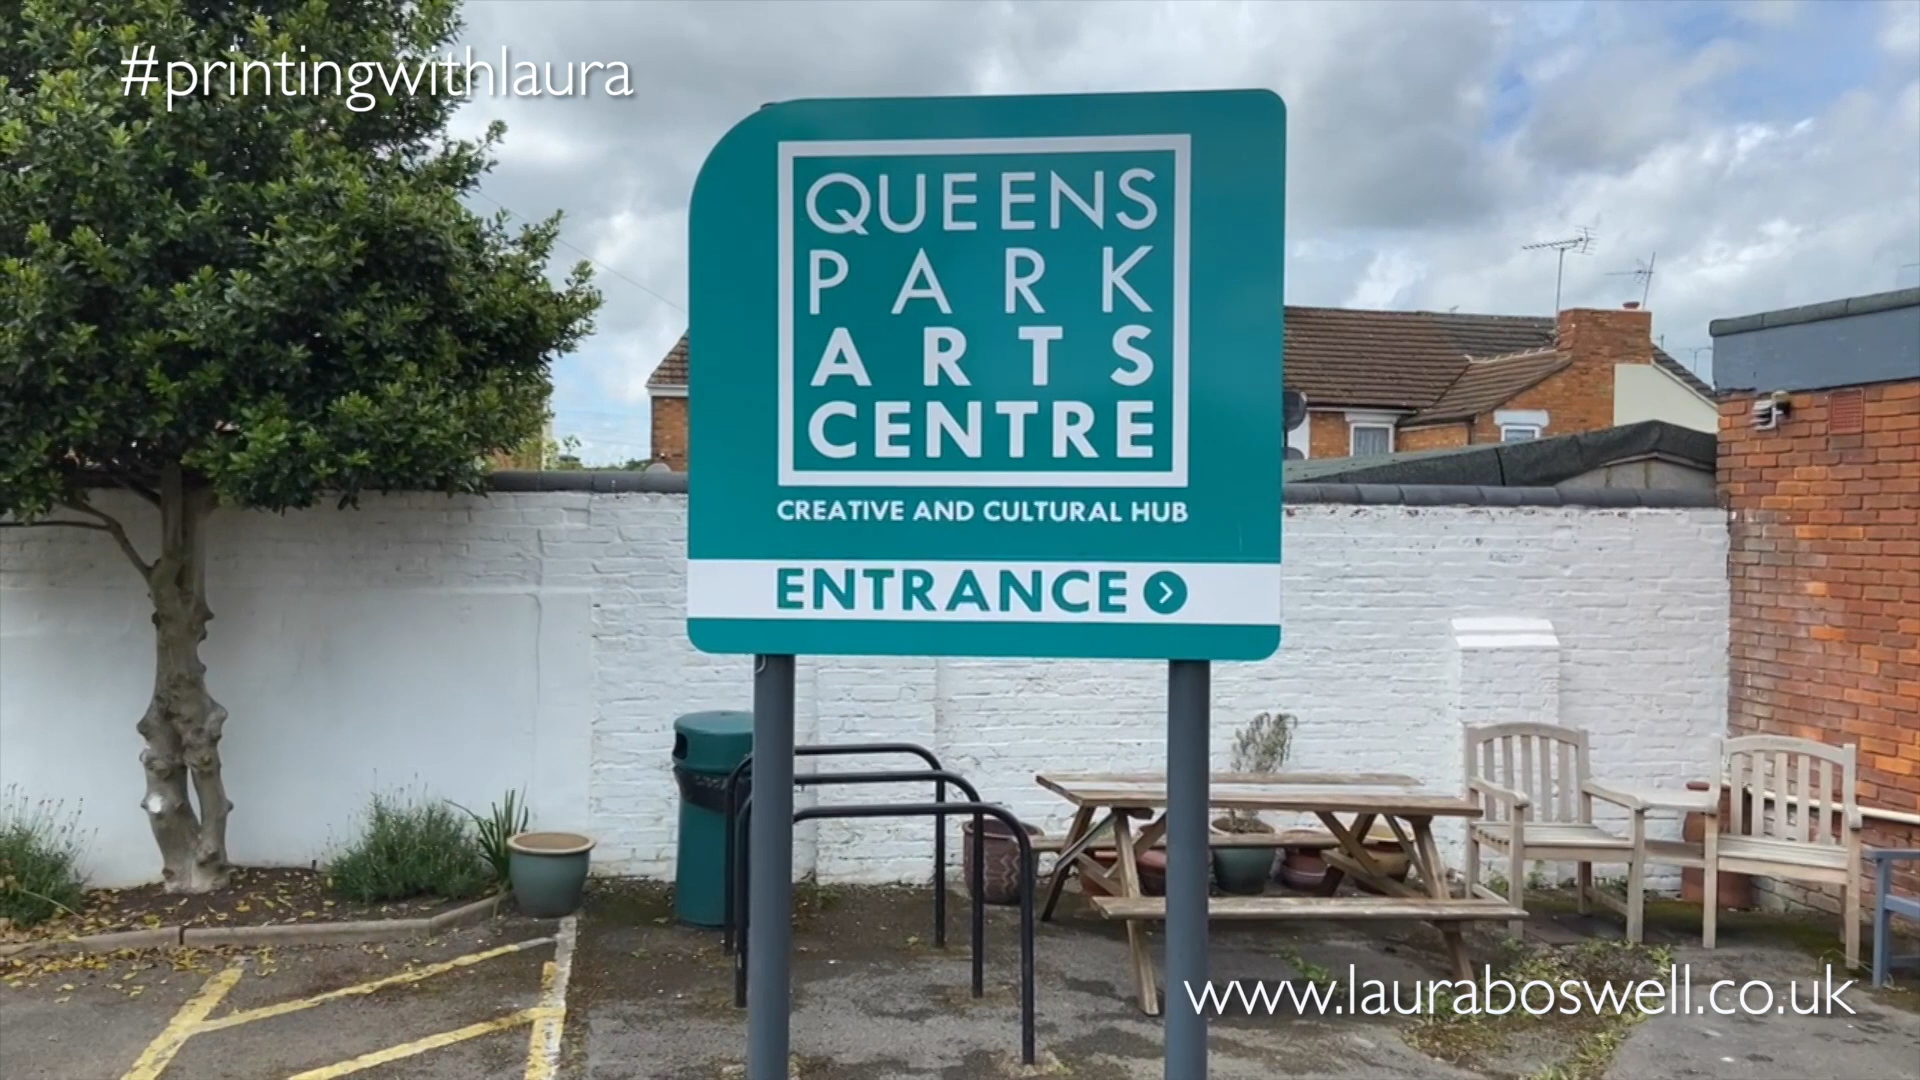 #printingwithlaura
QUEENS
PARK
ARTS
CENTRE
CREATIVE AND CULTURAL HUB
ENTRANCE
www.lauraboswell.co.uk